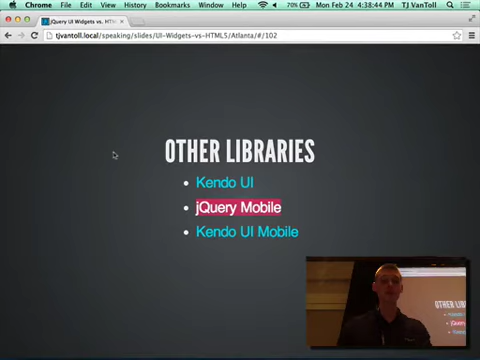 Chrome File Edit View History Bookmarks Window Help 70% Mon Feb 24 4:38:44 PM TJ VanToll
jQuery UI Widgets vs. HTML5
tjvantoll.local/speaking/slides/UI-Widgets-vs-HTML5/Atlanta/#/102
OTHER LIBRARIES
Kendo UI
jQuery Mobile
Kendo UI Mobile
OTHER LIB